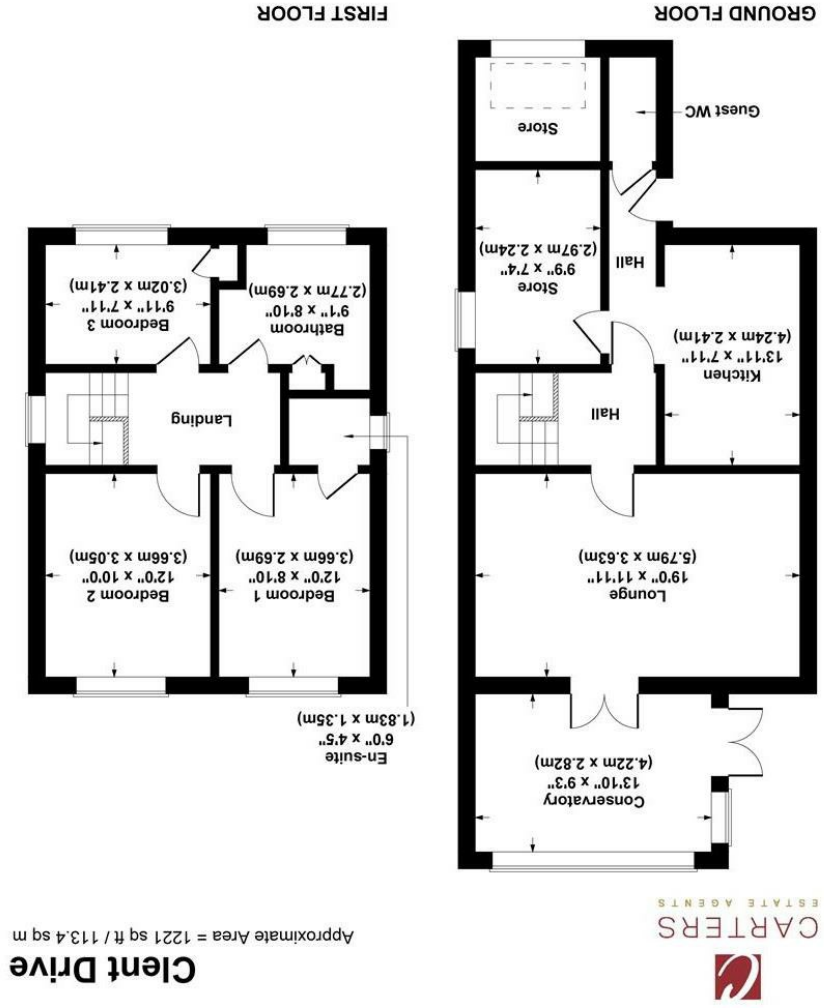 CARTERS
ESTATE AGENTS
Clent Drive
Approximate Area = 1221 sq ft / 113.4 sq m
Conservatory
13'10" x 9'3"
(4.22m x 2.82m)
Lounge
19'0" x 11'11"
(5.79m x 3.63m)
Hall
Kitchen
13'11" x 7'11"
(4.24m x 2.41m)
Hall
Store
9'9" x 7'4"
(2.97m x 2.24m)
Store
Guest WC
GROUND FLOOR
En-suite
6'0" x 4'5"
(1.83m x 1.35m)
Bedroom 1
12'0" x 8'10"
(3.66m x 2.69m)
Bedroom 2
12'0" x 10'0"
(3.66m x 3.05m)
Landing
Bathroom
9'1" x 8'10"
(2.77m x 2.69m)
Bedroom 3
9'11" x 7'11"
(3.02m x 2.41m)
FIRST FLOOR